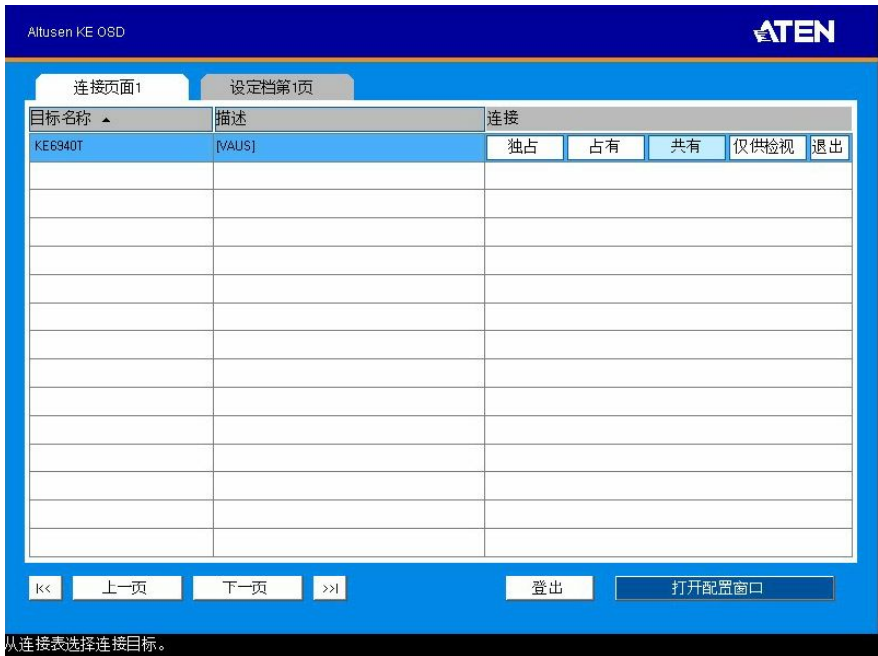 Altusen KE OSD
ATEN
连接页面1 设定档第1页
目标名称 ▲ 描述 连接
KE6940T [VAUS] 独占 占有 共有 仅供检视 退出
|<< 上一页 下一页 >>| 登出 打开配置窗口
从连接表选择连接目标。